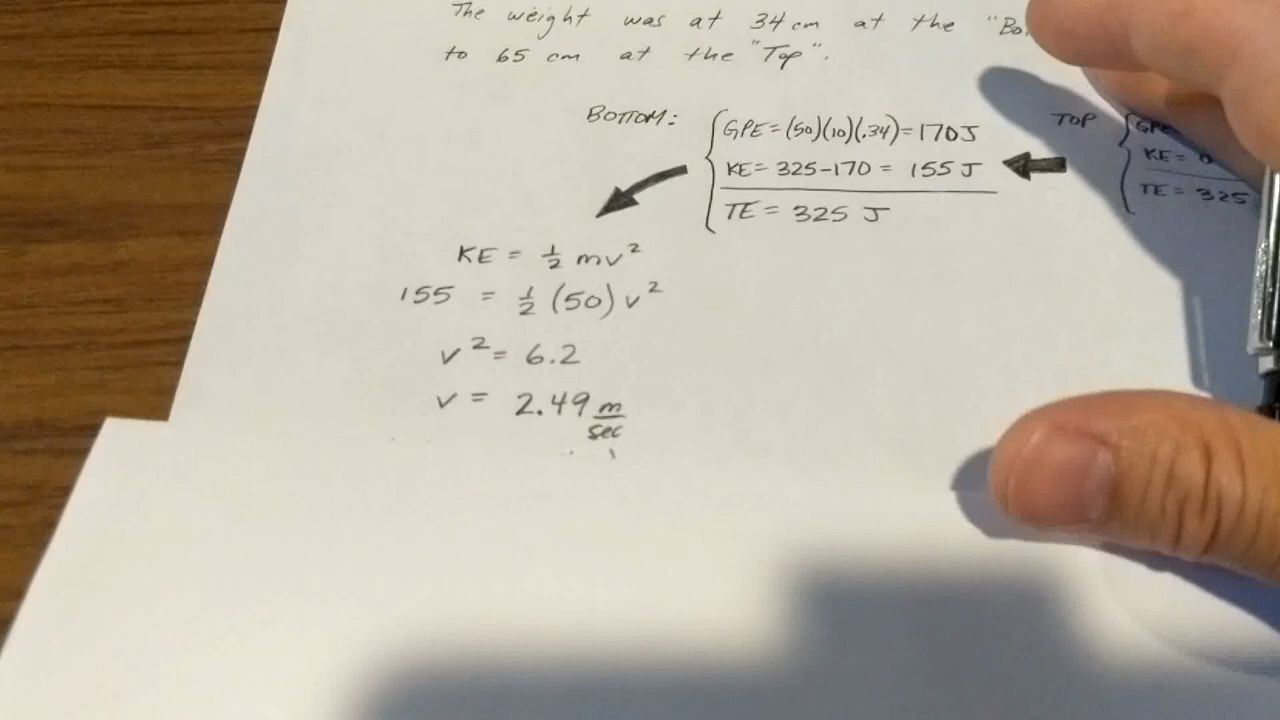 The weight was at 34 cm at the "Bo
to 65 cm at the "Top".
BOTTOM:
GPE = (50)(10)(.34) = 170 J
KE = 325-170 = 155 J
TE = 325 J
TOP
GPE
KE = 0
TE = 325
KE = ½ mv²
155 = ½ (50) v²
v² = 6.2
v = 2.49 m/sec